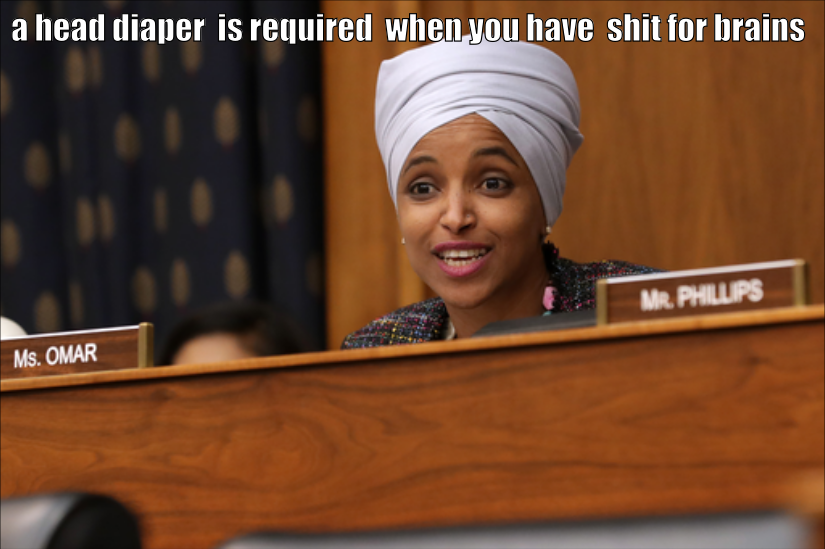 a head diaper is required when you have shit for brains
Ms. OMAR
MR. PHILLIPS